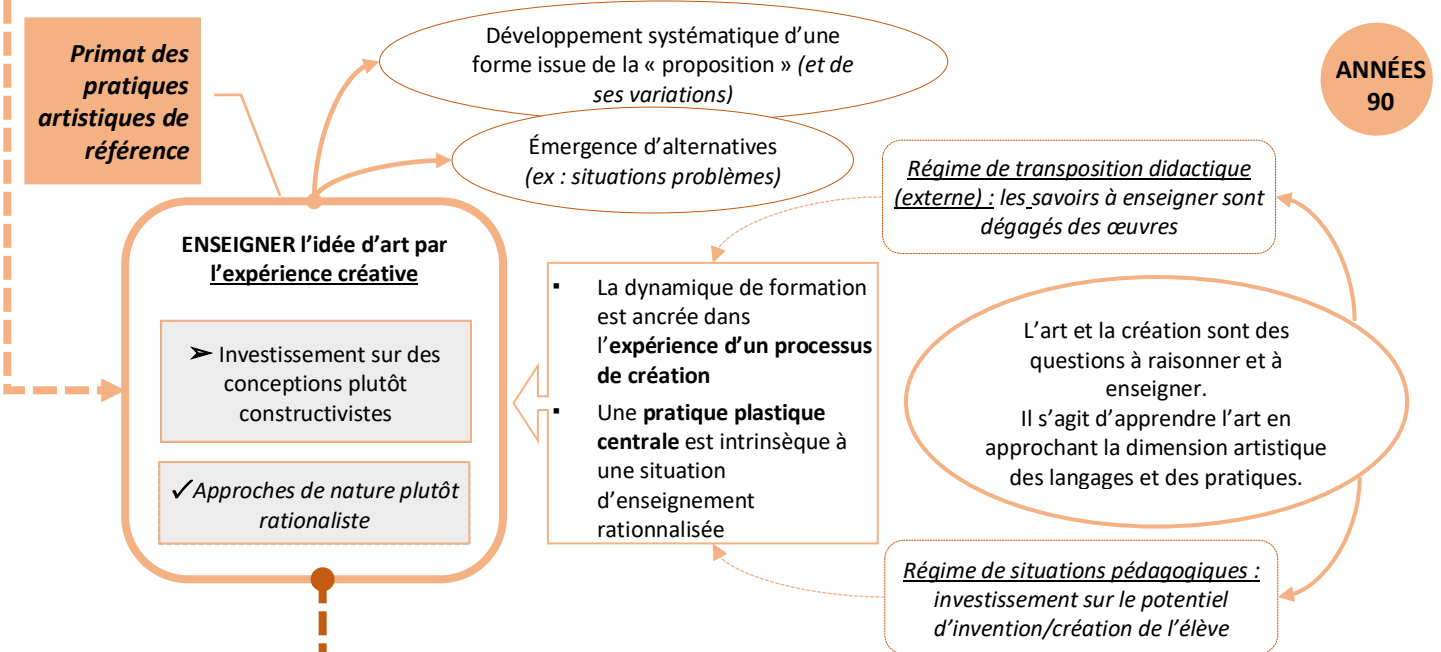 Primat des
pratiques
artistiques de
référence
Développement systématique d’une
forme issue de la « proposition » (et de
ses variations)
Émergence d’alternatives
(ex : situations problèmes)
ANNÉES
90
ENSEIGNER l’idée d’art par
l’expérience créative
➢ Investissement sur des
conceptions plutôt
constructivistes
✓Approches de nature plutôt
rationaliste
▪ La dynamique de formation
est ancrée dans
l’expérience d’un processus
de création
▪ Une pratique plastique
centrale est intrinsèque à
une situation
d’enseignement
rationnalisée
Régime de transposition didactique
(externe) : les savoirs à enseigner sont
dégagés des œuvres
L’art et la création sont des
questions à raisonner et à
enseigner.
Il s’agit d’apprendre l’art en
approchant la dimension artistique
des langages et des pratiques.
Régime de situations pédagogiques :
investissement sur le potentiel
d’invention/création de l’élève